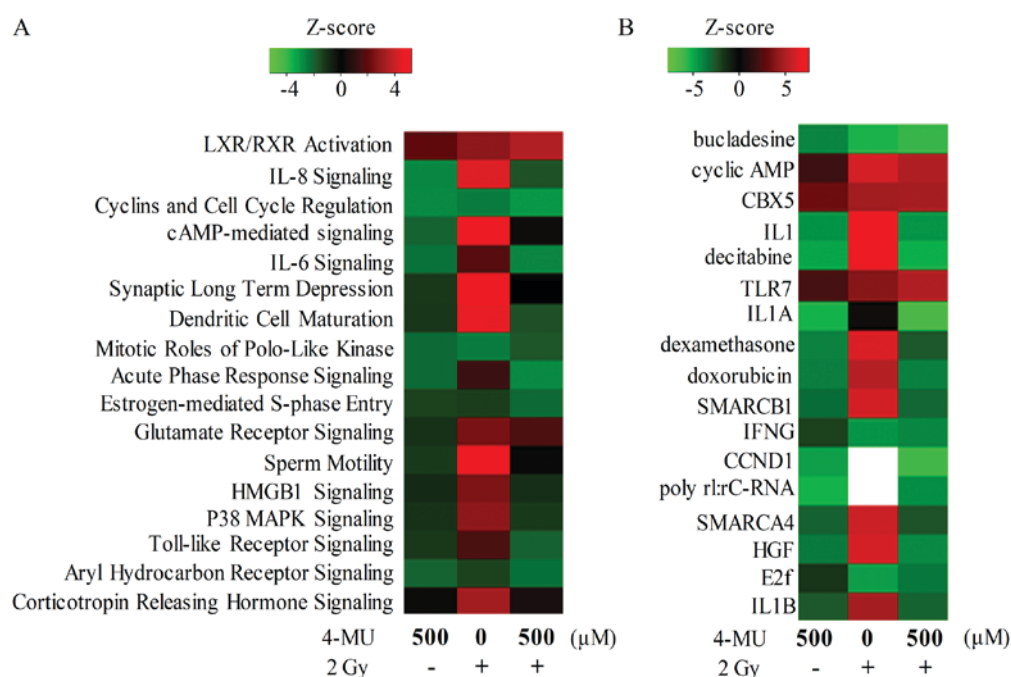 A
Z-score
-4 0 4
LXR/RXR Activation
IL-8 Signaling
Cyclins and Cell Cycle Regulation
cAMP-mediated signaling
IL-6 Signaling
Synaptic Long Term Depression
Dendritic Cell Maturation
Mitotic Roles of Polo-Like Kinase
Acute Phase Response Signaling
Estrogen-mediated S-phase Entry
Glutamate Receptor Signaling
Sperm Motility
HMGB1 Signaling
P38 MAPK Signaling
Toll-like Receptor Signaling
Aryl Hydrocarbon Receptor Signaling
Corticotropin Releasing Hormone Signaling
4-MU 500 0 500 (μM)
2 Gy - + +
B
Z-score
-5 0 5
bucladesine
cyclic AMP
CBX5
IL1
decitabine
TLR7
IL1A
dexamethasone
doxorubicin
SMARCB1
IFNG
CCND1
poly rI:rC-RNA
SMARCA4
HGF
E2f
IL1B
4-MU 500 0 500 (μM)
2 Gy - + +